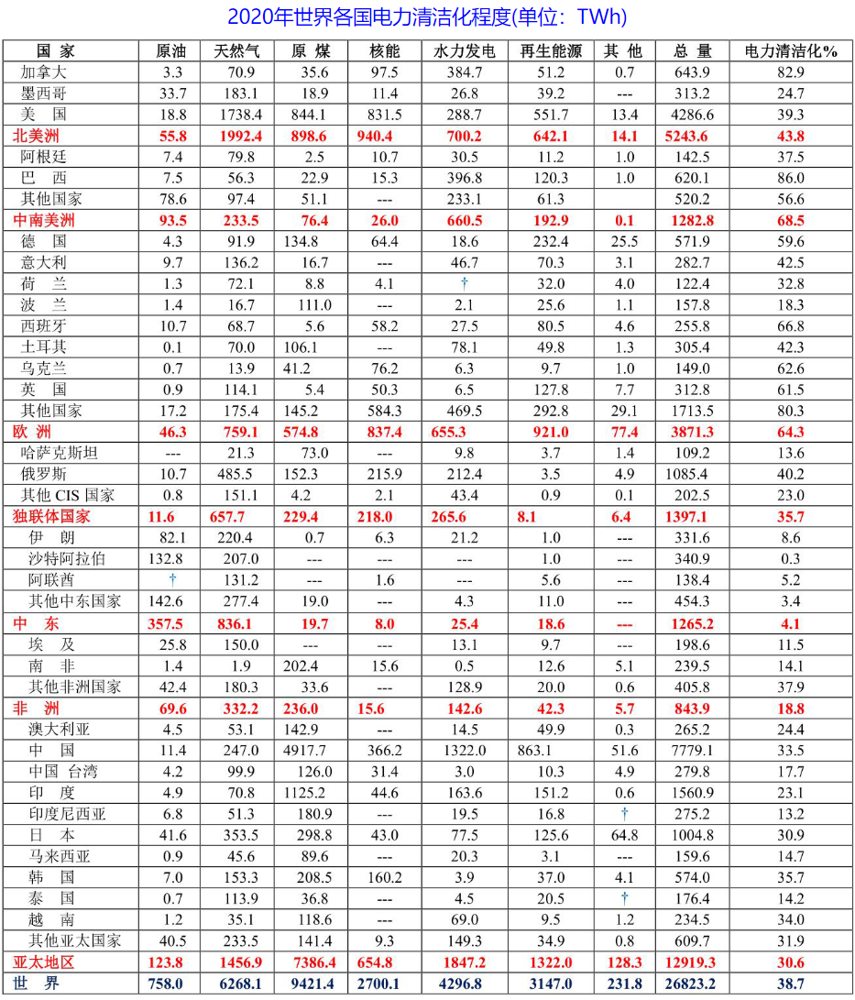 2020年世界各国电力清洁化程度(单位：TWh)
国 家 原油 天然气 原 煤 核能 水力发电 再生能源 其 他 总 量 电力清洁化%
加拿大 3.3 70.9 35.6 97.5 384.7 51.2 0.7 643.9 82.9
墨西哥 33.7 183.1 18.9 11.4 26.8 39.2 --- 313.2 24.7
美 国 18.8 1738.4 844.1 831.5 288.7 551.7 13.4 4286.6 39.3
北美洲 55.8 1992.4 898.6 940.4 700.2 642.1 14.1 5243.6 43.8
阿根廷 7.4 79.8 2.5 10.7 30.5 11.2 1.0 142.5 37.5
巴 西 7.5 56.3 22.9 15.3 396.8 120.3 1.0 620.1 86.0
其他国家 78.6 97.4 51.1 --- 233.1 61.3 520.2 56.6
中南美洲 93.5 233.5 76.4 26.0 660.5 192.9 0.1 1282.8 68.5
德 国 4.3 91.9 134.8 64.4 18.6 232.4 25.5 571.9 59.6
意大利 9.7 136.2 16.7 --- 46.7 70.3 3.1 282.7 42.5
荷 兰 1.3 72.1 8.8 4.1 † 32.0 4.0 122.4 32.8
波 兰 1.4 16.7 111.0 --- 2.1 25.6 1.1 157.8 18.3
西班牙 10.7 68.7 5.6 58.2 27.5 80.5 4.6 255.8 66.8
土耳其 0.1 70.0 106.1 --- 78.1 49.8 1.3 305.4 42.3
乌克兰 0.7 13.9 41.2 76.2 6.3 9.7 1.0 149.0 62.6
英 国 0.9 114.1 5.4 50.3 6.5 127.8 7.7 312.8 61.5
其他国家 17.2 175.4 145.2 584.3 469.5 292.8 29.1 1713.5 80.3
欧 洲 46.3 759.1 574.8 837.4 655.3 921.0 77.4 3871.3 64.3
哈萨克斯坦 --- 21.3 73.0 --- 9.8 3.7 1.4 109.2 13.6
俄罗斯 10.7 485.5 152.3 215.9 212.4 3.5 4.9 1085.4 40.2
其他 CIS 国家 0.8 151.1 4.2 2.1 43.4 0.9 0.1 202.5 23.0
独联体国家 11.6 657.7 229.4 218.0 265.6 8.1 6.4 1397.1 35.7
伊 朗 82.1 220.4 0.7 6.3 21.2 1.0 --- 331.6 8.6
沙特阿拉伯 132.8 207.0 --- --- --- 1.0 --- 340.9 0.3
阿联酋 † 131.2 --- 1.6 --- 5.6 --- 138.4 5.2
其他中东国家 142.6 277.4 19.0 --- 4.3 11.0 --- 454.3 3.4
中 东 357.5 836.1 19.7 8.0 25.4 18.6 --- 1265.2 4.1
埃 及 25.8 150.0 --- --- 13.1 9.7 --- 198.6 11.5
南 非 1.4 1.9 202.4 15.6 0.5 12.6 5.1 239.5 14.1
其他非洲国家 42.4 180.3 33.6 --- 128.9 20.0 0.6 405.8 37.9
非 洲 69.6 332.2 236.0 15.6 142.6 42.3 5.7 843.9 18.8
澳大利亚 4.5 53.1 142.9 --- 14.5 49.9 0.3 265.2 24.4
中 国 11.4 247.0 4917.7 366.2 1322.0 863.1 51.6 7779.1 33.5
中国 台湾 4.2 99.9 126.0 31.4 3.0 10.3 4.9 279.8 17.7
印 度 4.9 70.8 1125.2 44.6 163.6 151.2 0.6 1560.9 23.1
印度尼西亚 6.8 51.3 180.9 --- 19.5 16.8 † 275.2 13.2
日 本 41.6 353.5 298.8 43.0 77.5 125.6 64.8 1004.8 30.9
马来西亚 0.9 45.6 89.6 --- 20.3 3.1 --- 159.6 14.7
韩 国 7.0 153.3 208.5 160.2 3.9 37.0 4.1 574.0 35.7
泰 国 0.7 113.9 36.8 --- 4.5 20.5 † 176.4 14.2
越 南 1.2 35.1 118.6 --- 69.0 9.5 1.2 234.5 34.0
其他亚太国家 40.5 233.5 141.4 9.3 149.3 34.9 0.8 609.7 31.9
亚太地区 123.8 1456.9 7386.4 654.8 1847.2 1322.0 128.3 12919.3 30.6
世 界 758.0 6268.1 9421.4 2700.1 4296.8 3147.0 231.8 26823.2 38.7